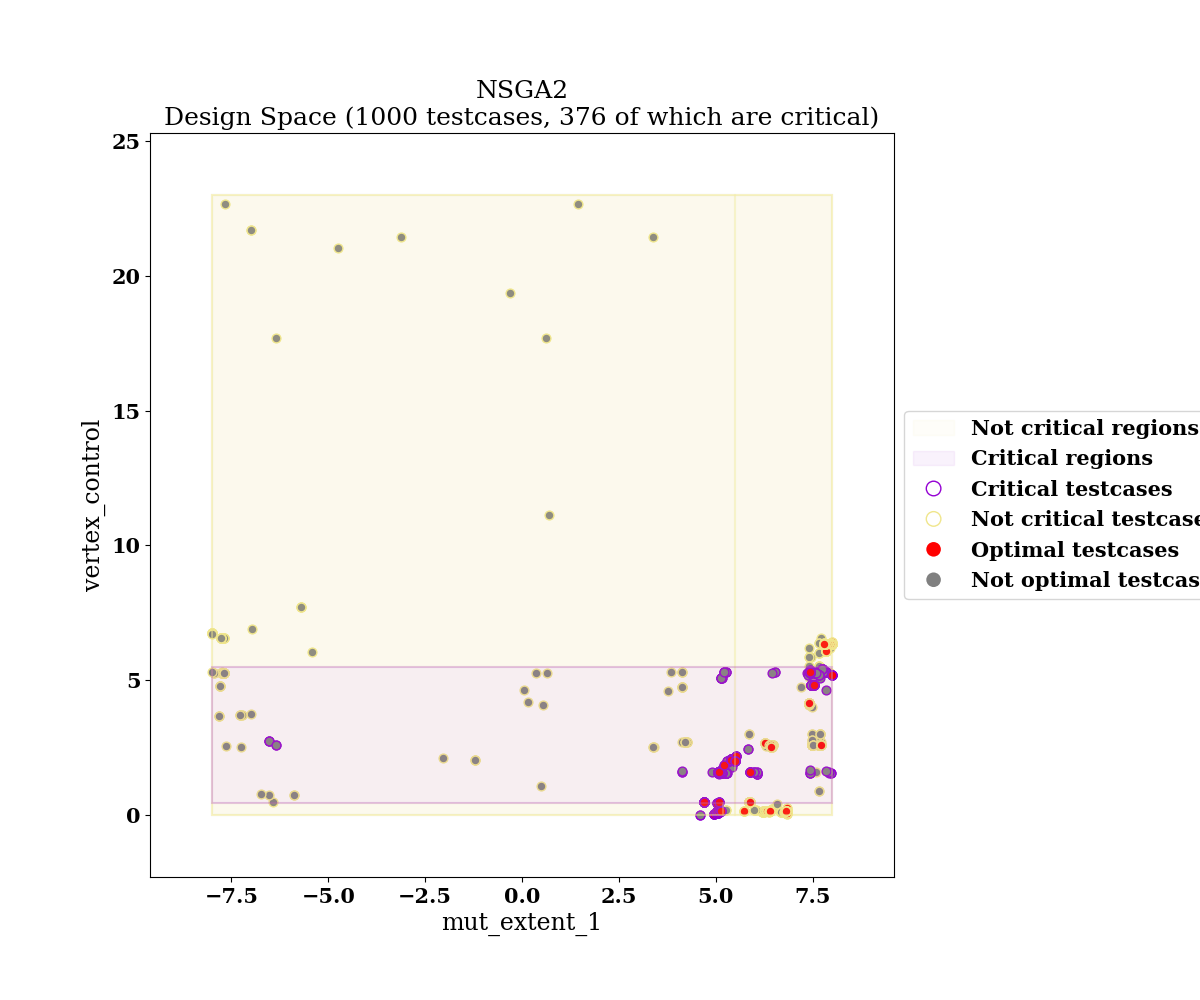 NSGA2
Design Space (1000 testcases, 376 of which are critical)
25
20
15
10
5
0
vertex_control
−7.5
−5.0
−2.5
0.0
2.5
5.0
7.5
mut_extent_1
Not critical regions
Critical regions
Critical testcases
Not critical testcase
Optimal testcases
Not optimal testcas